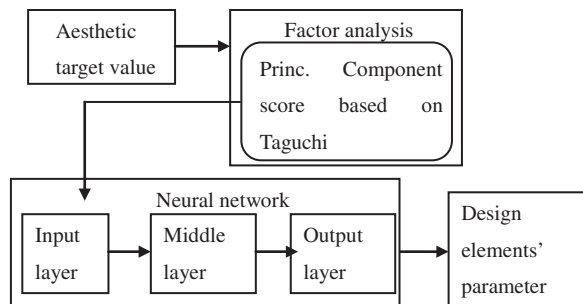 Aesthetic
target value
Factor analysis
Princ. Component
score based on
Taguchi
Neural network
Input
layer
Middle
layer
Output
layer
Design
elements’
parameter